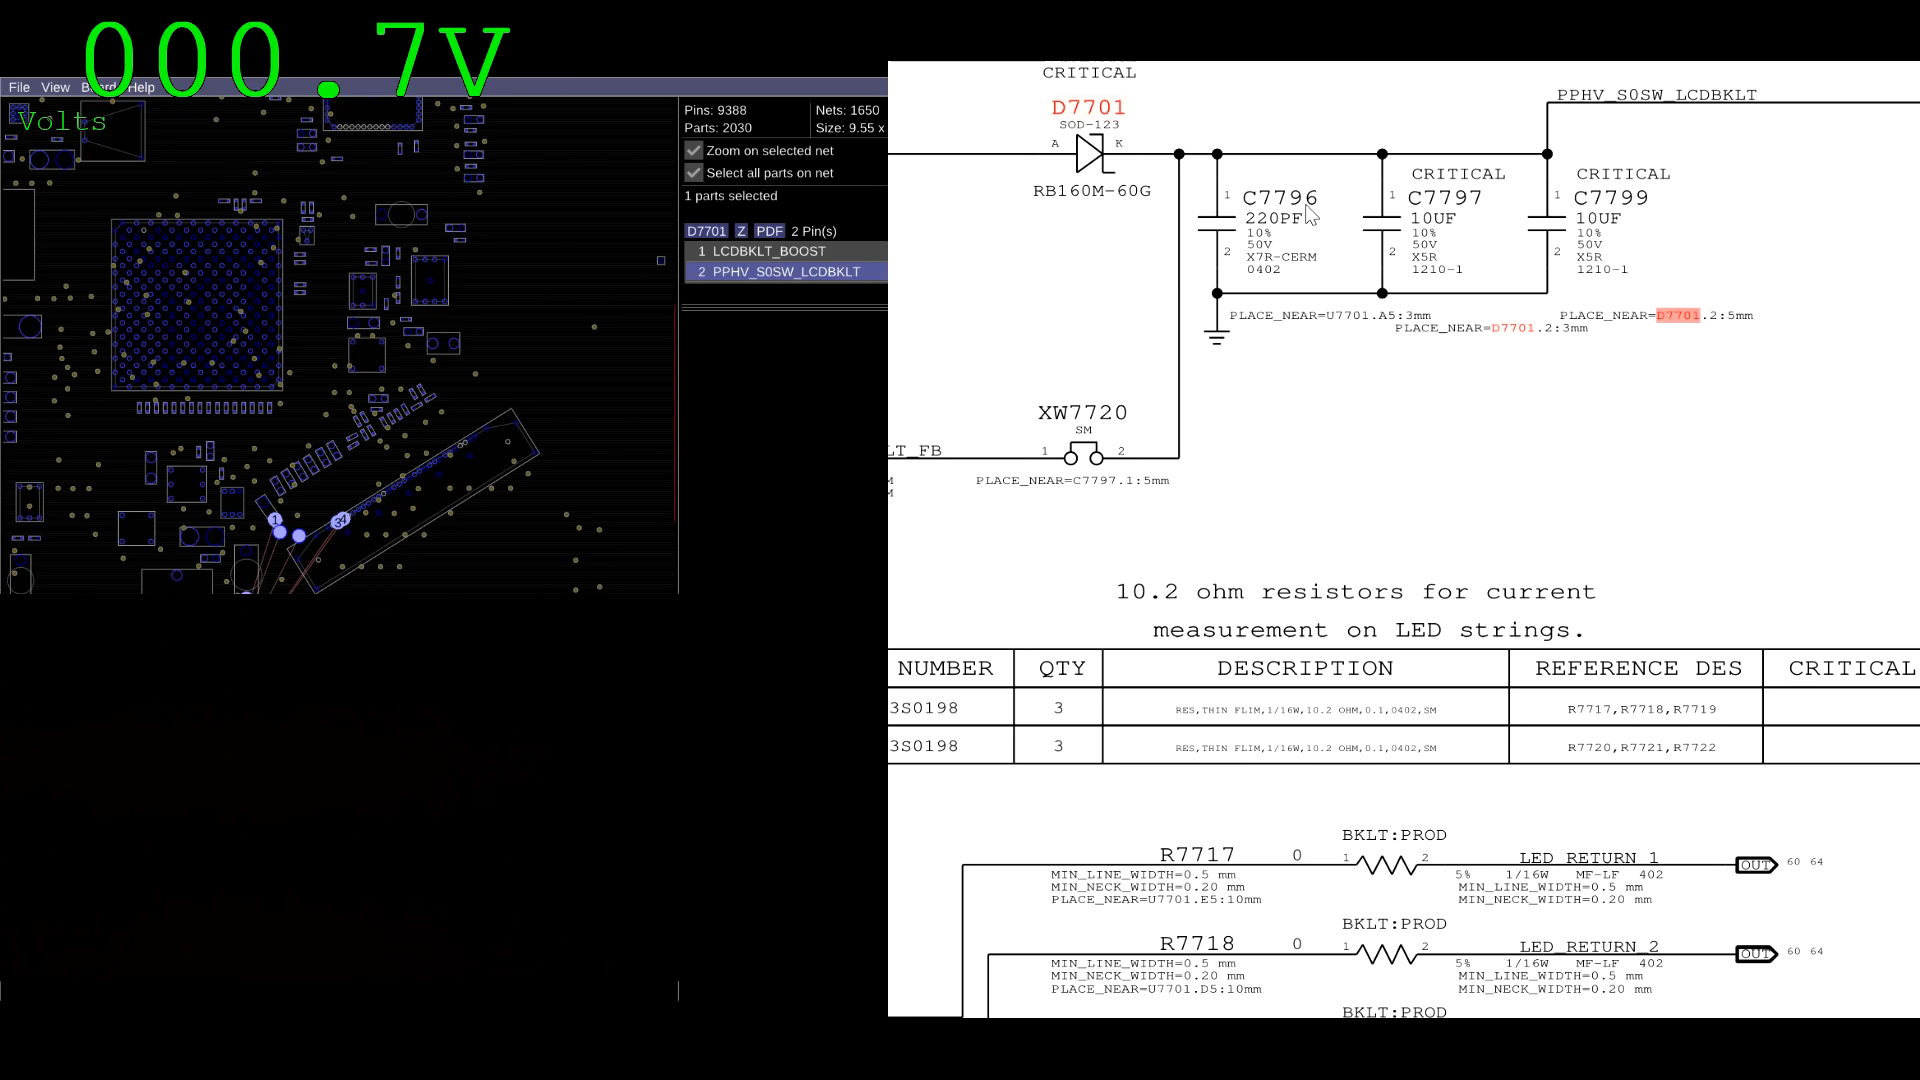 000.7V
Volts
File View Board Help
Pins: 9388
Nets: 1650
Parts: 2030
Size: 9.55 x
Zoom on selected net
Select all parts on net
1 parts selected
D7701 Z PDF 2 Pin(s)
1 LCDBKLT_BOOST
2 PPHV_S0SW_LCDBKLT
1
34
CRITICAL
D7701
SOD-123
A K
RB160M-60G
PPHV_S0SW_LCDBKLT
1
C7796
220PF
10%
50V
2 X7R-CERM
0402
CRITICAL
1 C7797
10UF
10%
50V
2 X5R
1210-1
CRITICAL
1 C7799
10UF
10%
50V
2 X5R
1210-1
PLACE_NEAR=U7701.A5:3mm
PLACE_NEAR=D7701.2:3mm
PLACE_NEAR=D7701.2:5mm
XW7720
SM
LT_FB
1 2
M
M
PLACE_NEAR=C7797.1:5mm
10.2 ohm resistors for current
measurement on LED strings.
NUMBER QTY DESCRIPTION REFERENCE DES CRITICAL
3S0198 3 RES,THIN FLIM,1/16W,10.2 OHM,0.1,0402,SM R7717,R7718,R7719
3S0198 3 RES,THIN FLIM,1/16W,10.2 OHM,0.1,0402,SM R7720,R7721,R7722
BKLT:PROD
R7717 0 1 2 LED_RETURN_1 OUT 60 64
MIN_LINE_WIDTH=0.5 mm
MIN_NECK_WIDTH=0.20 mm
PLACE_NEAR=U7701.E5:10mm
5% 1/16W MF-LF 402
MIN_LINE_WIDTH=0.5 mm
MIN_NECK_WIDTH=0.20 mm
BKLT:PROD
R7718 0 1 2 LED_RETURN_2 OUT 60 64
MIN_LINE_WIDTH=0.5 mm
MIN_NECK_WIDTH=0.20 mm
PLACE_NEAR=U7701.D5:10mm
5% 1/16W MF-LF 402
MIN_LINE_WIDTH=0.5 mm
MIN_NECK_WIDTH=0.20 mm
BKLT:PROD